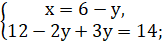 x = 6 − y,
12 − 2y + 3y = 14;